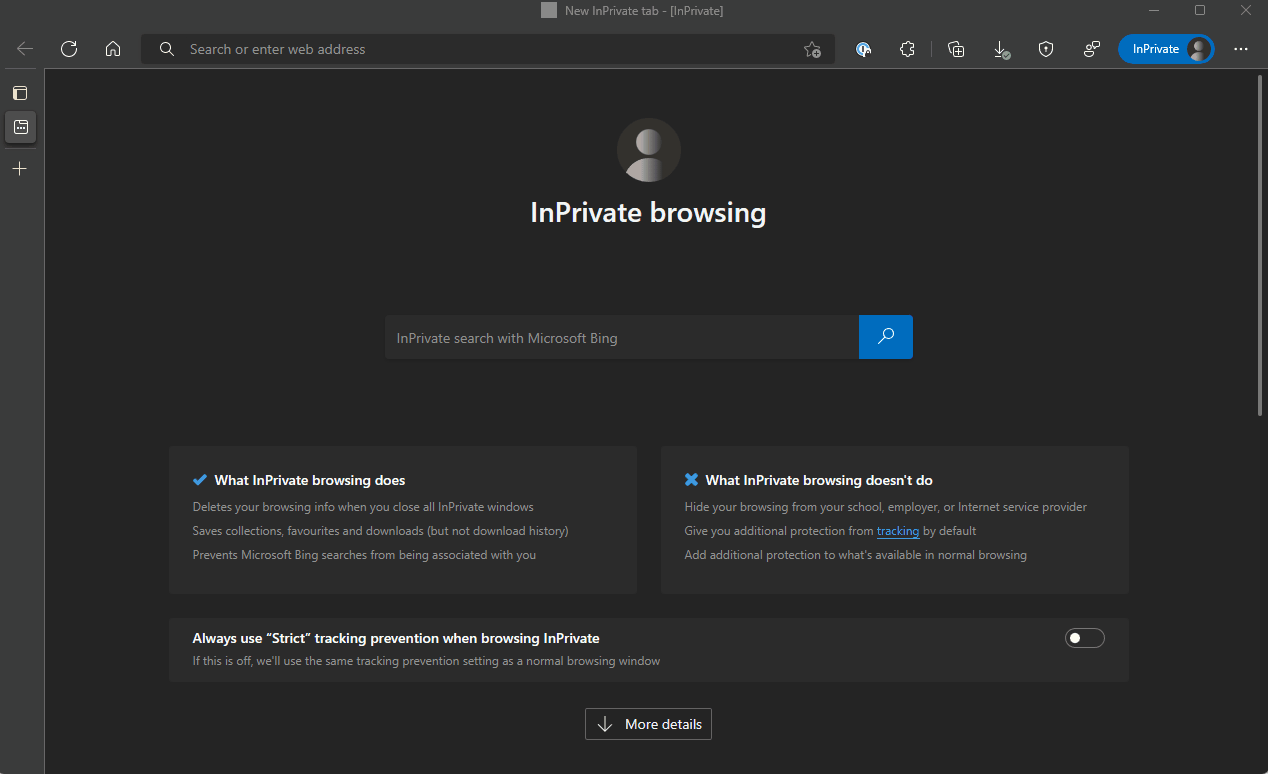 New InPrivate tab - [InPrivate]
Search or enter web address
InPrivate
InPrivate browsing
InPrivate search with Microsoft Bing
What InPrivate browsing does
Deletes your browsing info when you close all InPrivate windows
Saves collections, favourites and downloads (but not download history)
Prevents Microsoft Bing searches from being associated with you
What InPrivate browsing doesn't do
Hide your browsing from your school, employer, or Internet service provider
Give you additional protection from tracking by default
Add additional protection to what's available in normal browsing
Always use “Strict” tracking prevention when browsing InPrivate
If this is off, we'll use the same tracking prevention setting as a normal browsing window
More details